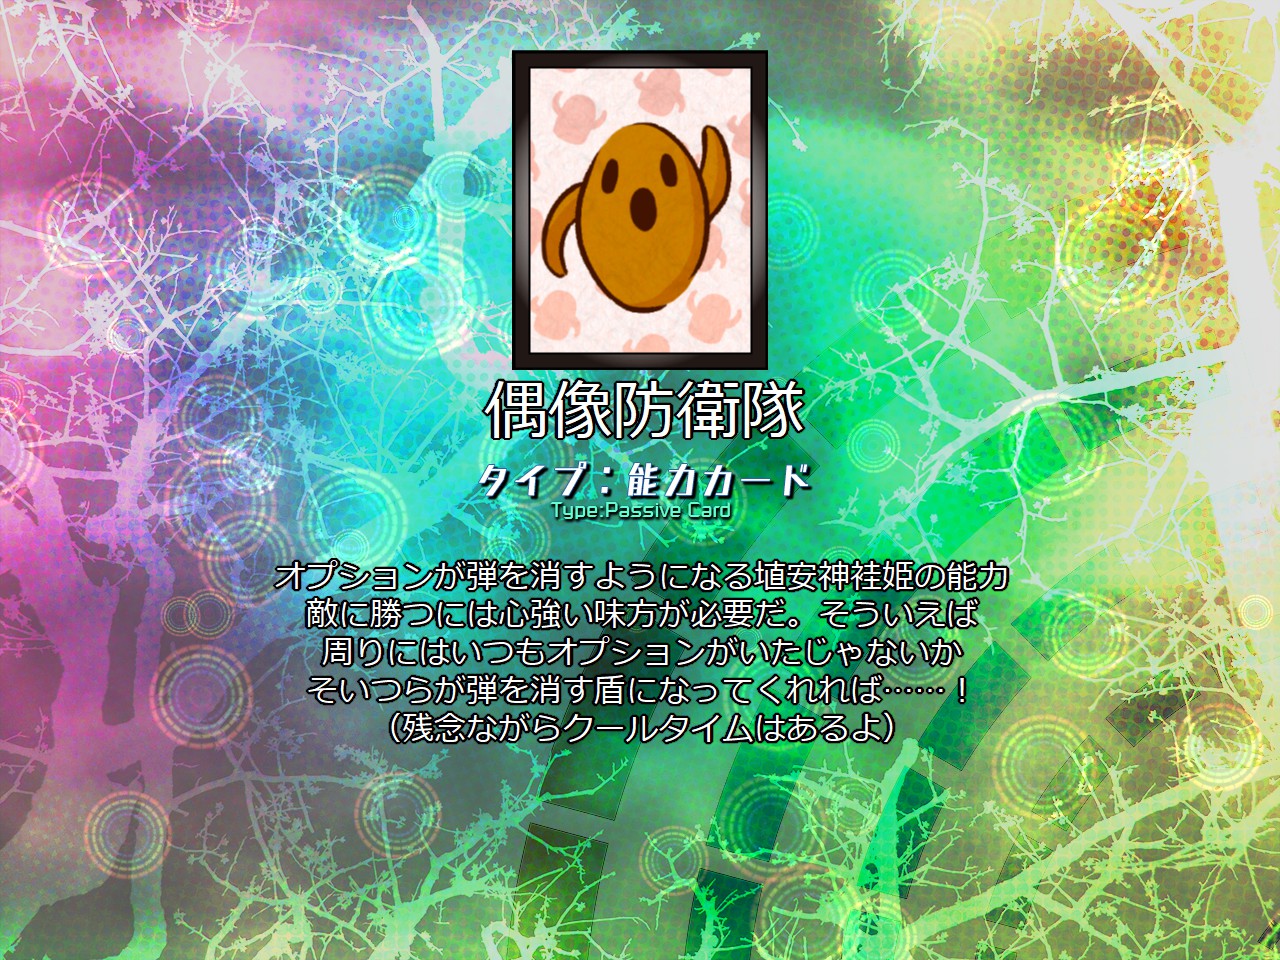 偶像防衛隊
タイプ：能力カード
Type:Passive Card
オプションが弾を消すようになる埴安神袿姫の能力
敵に勝つには心強い味方が必要だ。そういえば
周りにはいつもオプションがいたじゃないか
そいつらが弾を消す盾になってくれれば……！
（残念ながらクールタイムはあるよ）